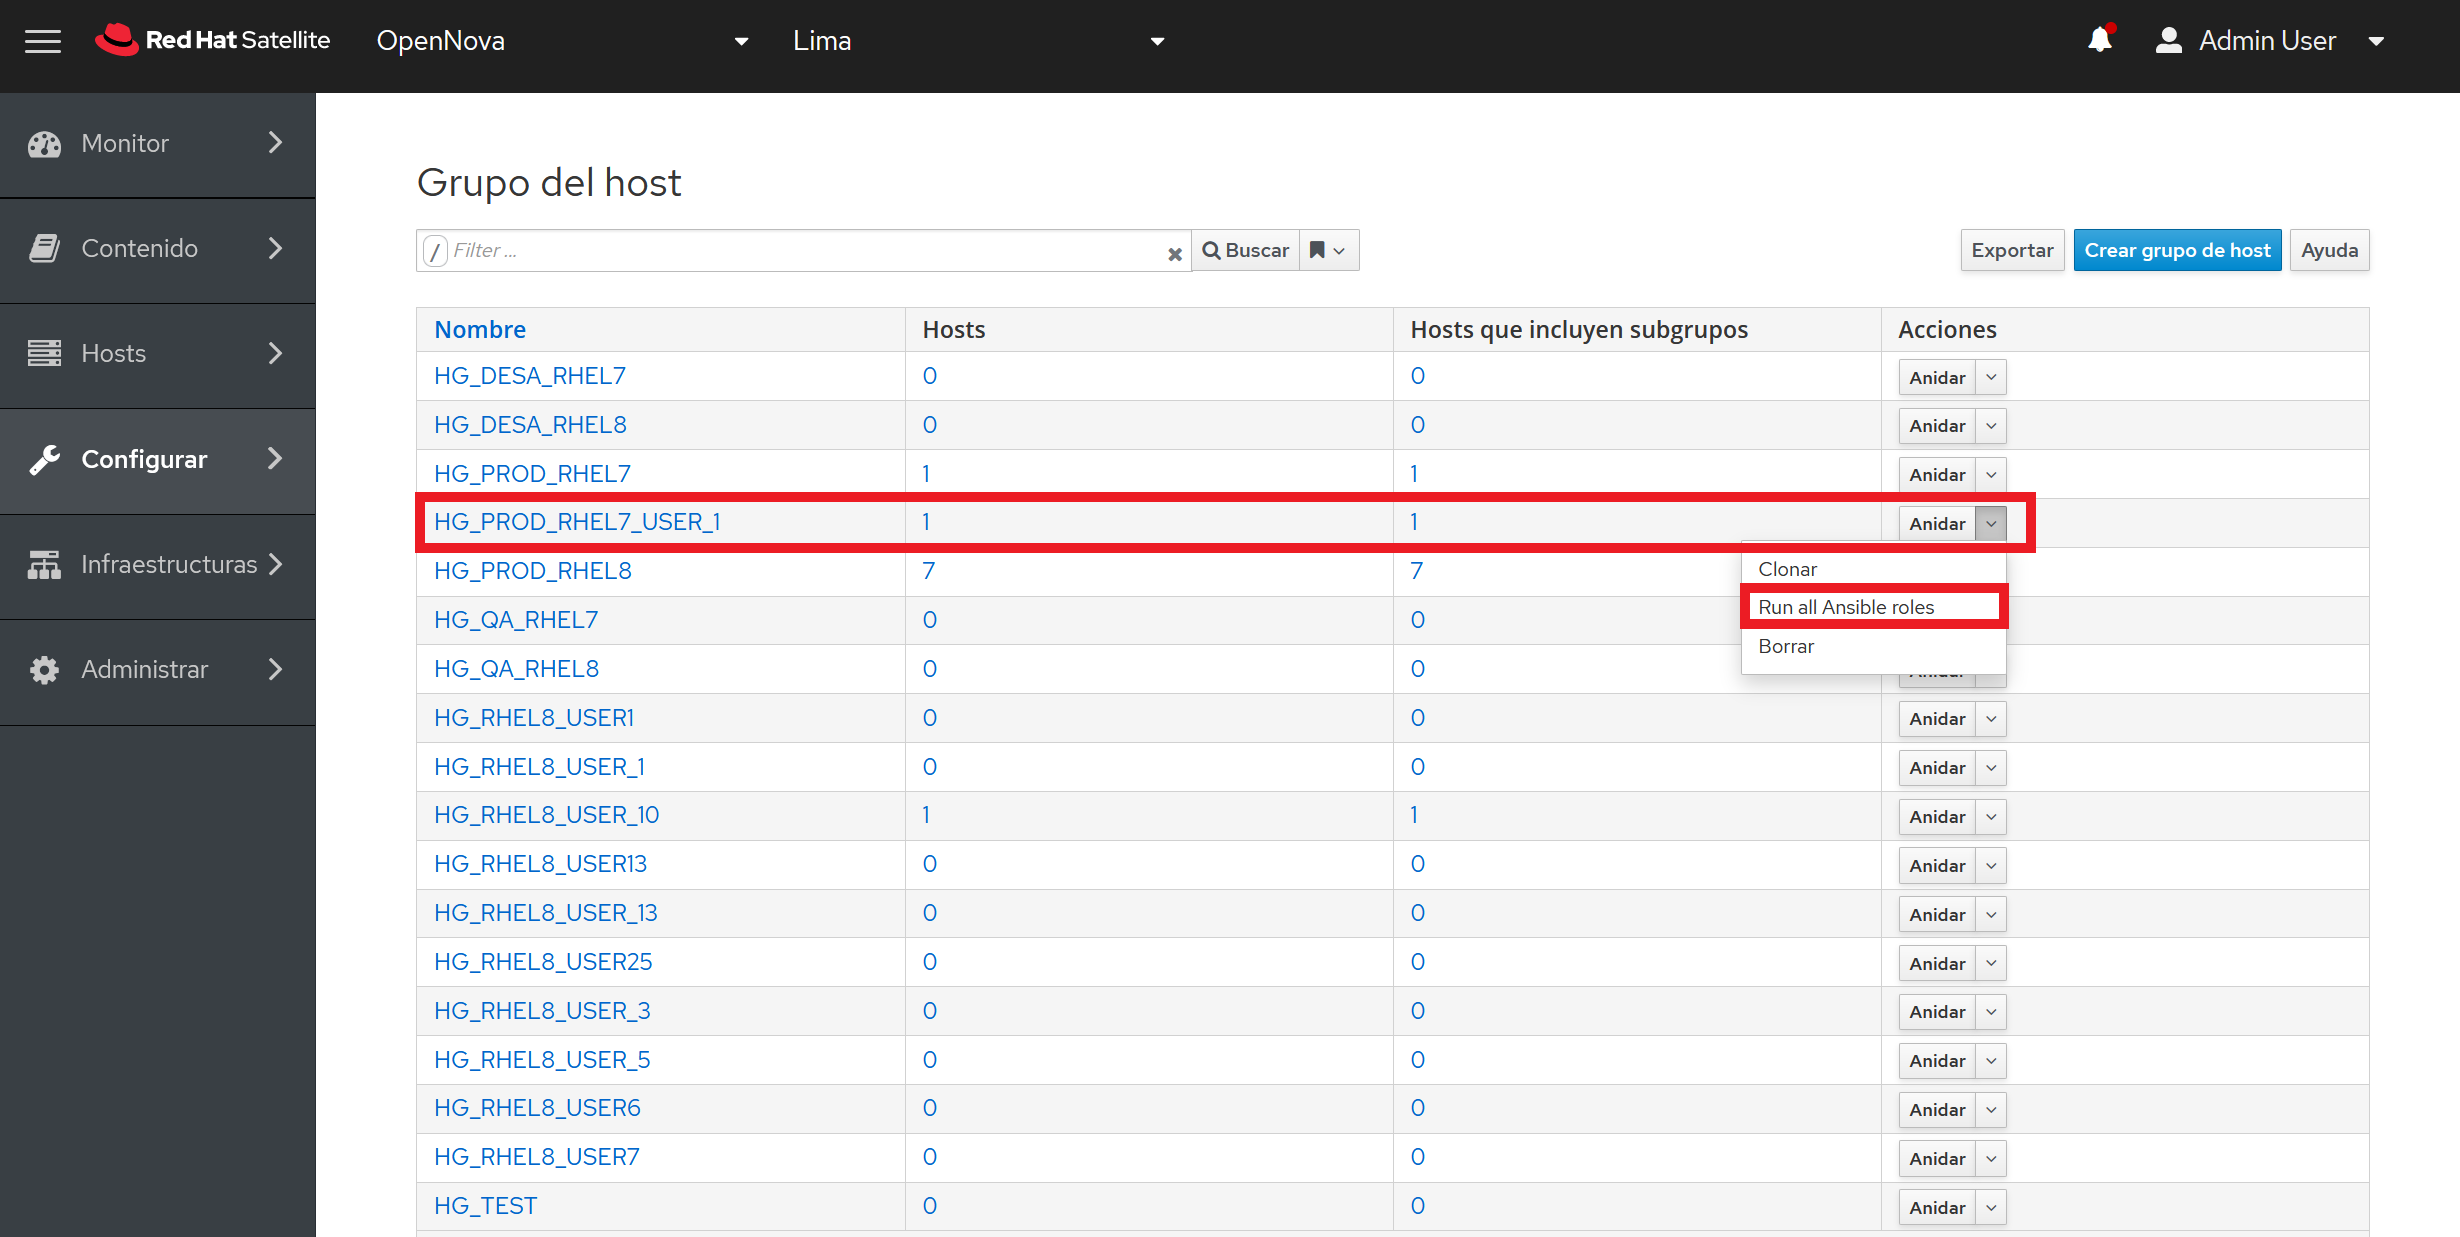 Red Hat Satellite OpenNova Lima Admin User
Monitor
Contenido
Hosts
Configurar
Infraestructuras
Administrar
Grupo del host
/ Filter ... Buscar Exportar Crear grupo de host Ayuda
Nombre Hosts Hosts que incluyen subgrupos Acciones
HG_DESA_RHEL7 0 0 Anidar
HG_DESA_RHEL8 0 0 Anidar
HG_PROD_RHEL7 1 1 Anidar
HG_PROD_RHEL7_USER_1 1 1 Anidar
HG_PROD_RHEL8 7 7
Clonar
Run all Ansible roles
Borrar
HG_QA_RHEL7 0 0
HG_QA_RHEL8 0 0
HG_RHEL8_USER1 0 0 Anidar
HG_RHEL8_USER_1 0 0 Anidar
HG_RHEL8_USER_10 1 1 Anidar
HG_RHEL8_USER13 0 0 Anidar
HG_RHEL8_USER_13 0 0 Anidar
HG_RHEL8_USER25 0 0 Anidar
HG_RHEL8_USER_3 0 0 Anidar
HG_RHEL8_USER_5 0 0 Anidar
HG_RHEL8_USER6 0 0 Anidar
HG_RHEL8_USER7 0 0 Anidar
HG_TEST 0 0 Anidar